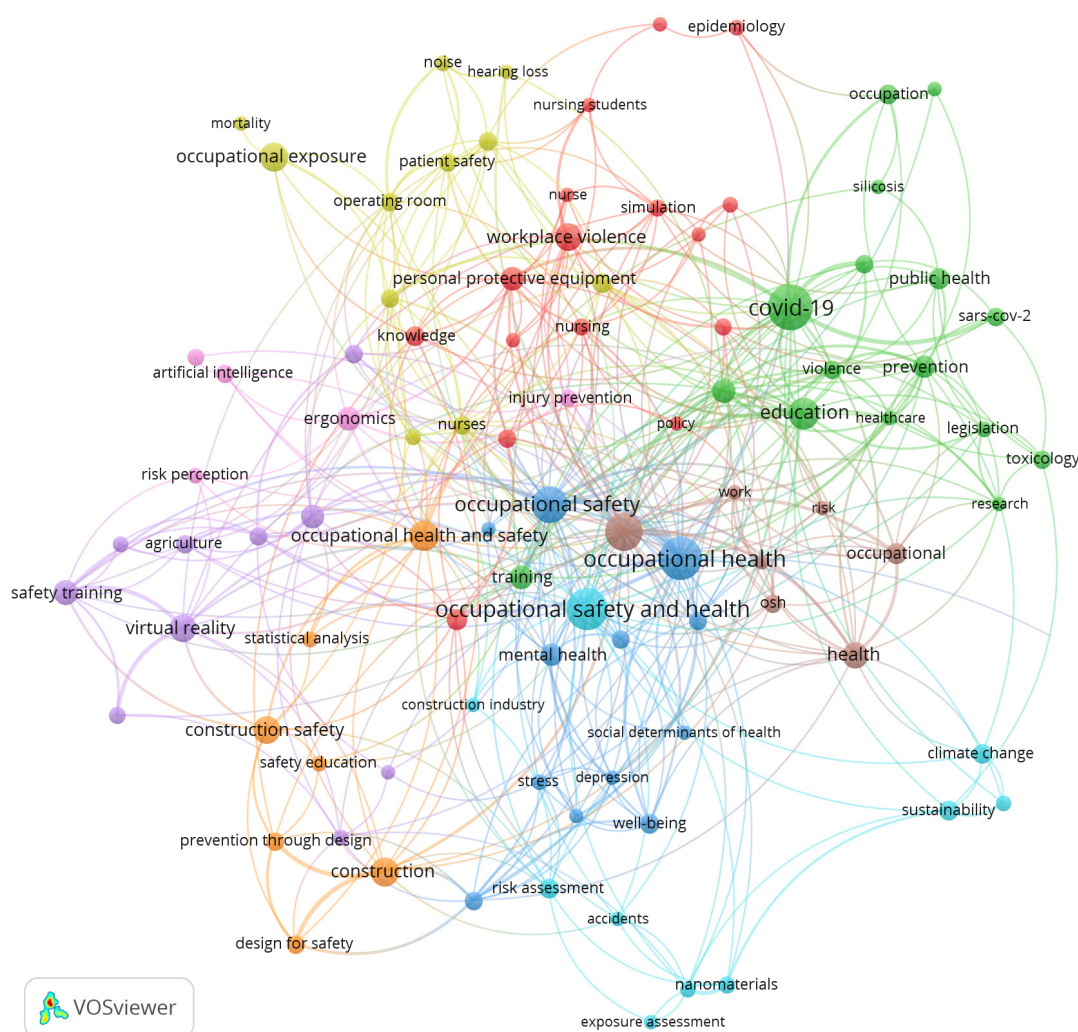 epidemiology
noise
hearing loss
occupation
nursing students
mortality
occupational exposure
patient safety
silicosis
nurse
operating room
simulation
workplace violence
personal protective equipment
public health
covid-19
sars-cov-2
knowledge
nursing
artificial intelligence
violence
prevention
injury prevention
ergonomics
education
healthcare
nurses
policy
legislation
toxicology
risk perception
work
occupational safety
risk
research
occupational health and safety
agriculture
occupational health
occupational
training
safety training
osh
occupational safety and health
virtual reality
statistical analysis
mental health
health
construction industry
construction safety
social determinants of health
climate change
safety education
stress
depression
sustainability
well-being
prevention through design
construction
risk assessment
accidents
design for safety
nanomaterials
VOSviewer
exposure assessment